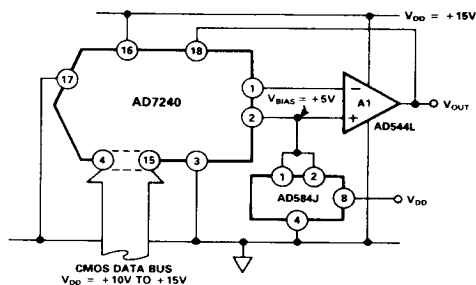 V_DD = +15V
16
18
17
1
AD7240
V_BIAS = +5V
−
A1
V_OUT
2
+
AD544L
4
15
3
1
2
AD584J
8
V_DD
4
CMOS DATA BUS
V_DD = +10V TO +15V